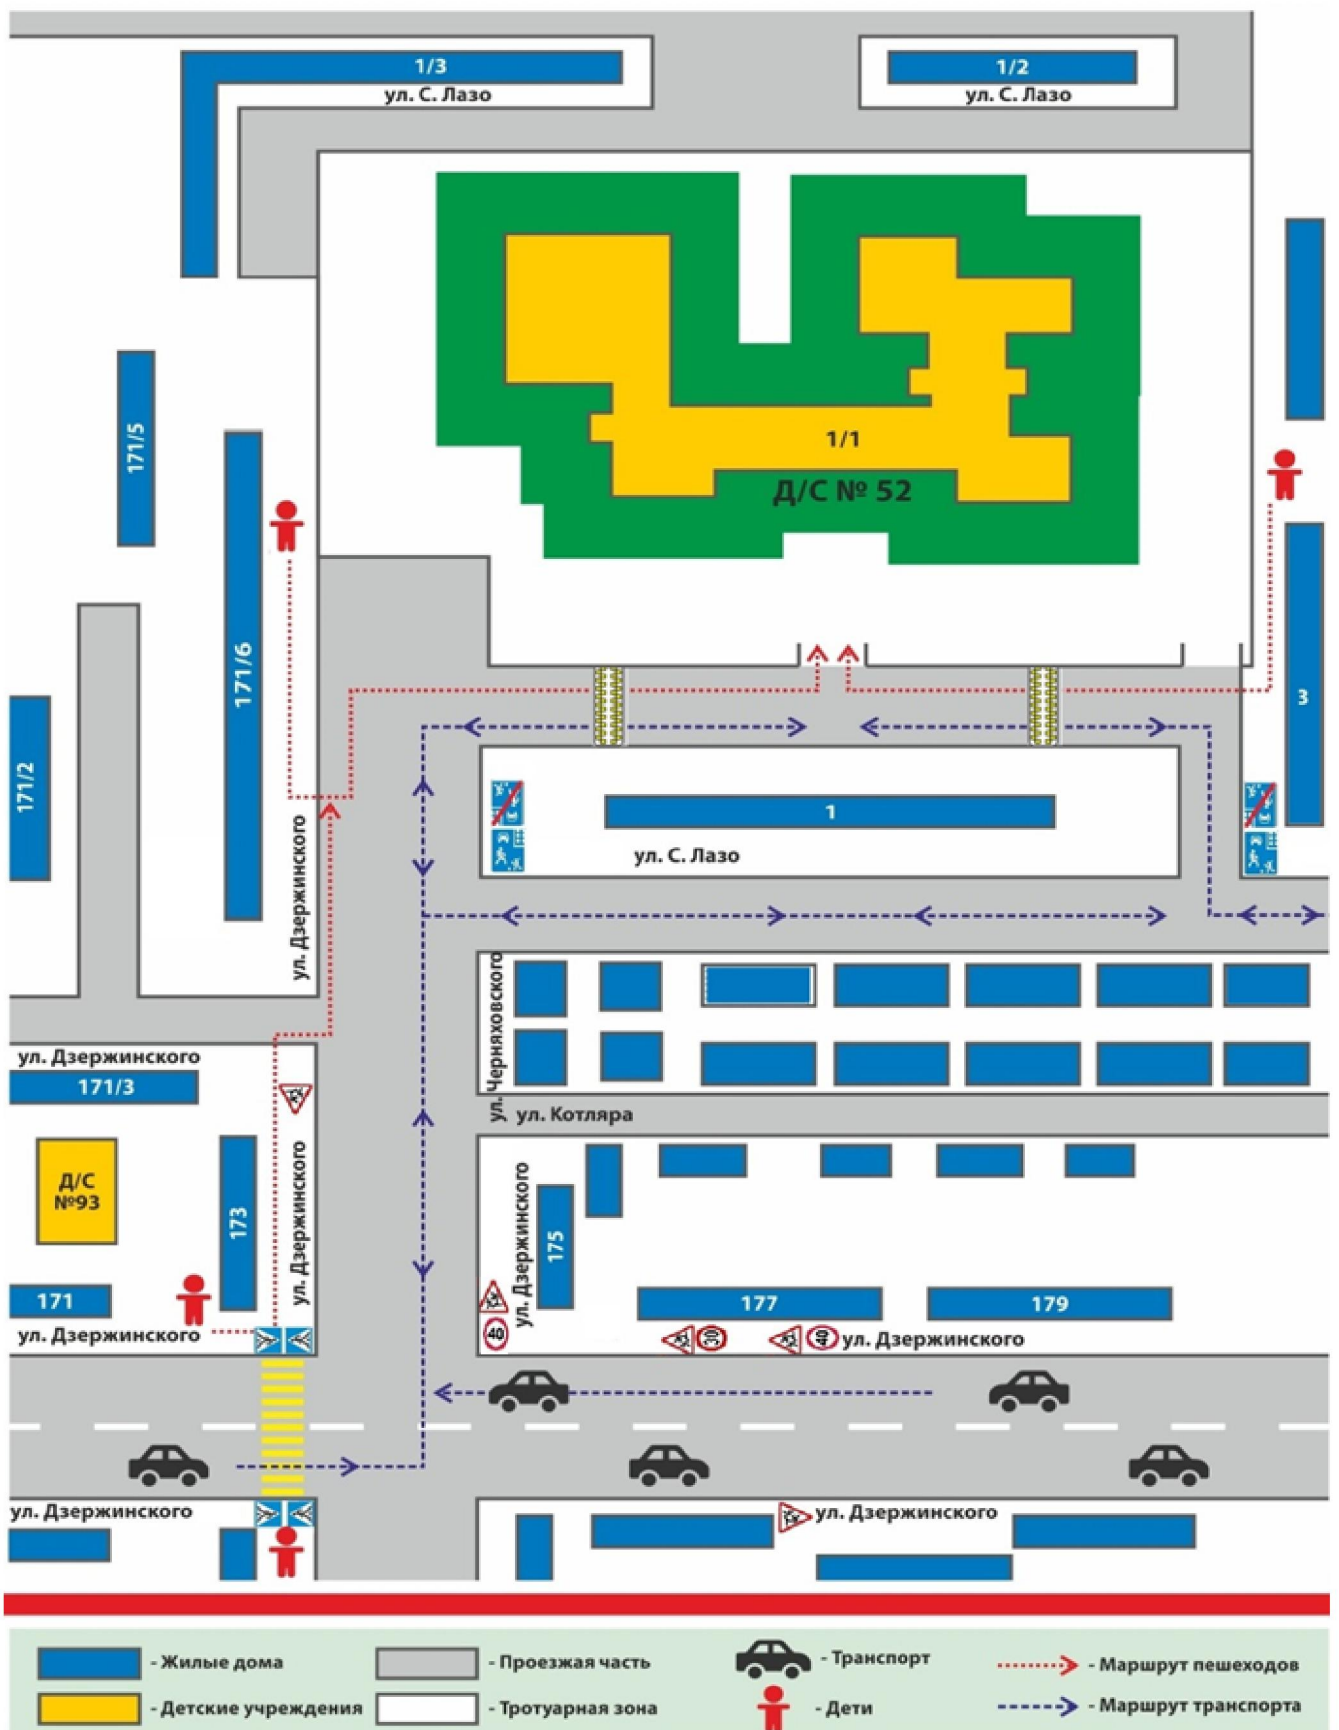 1/3
ул. С. Лазо
1/2
ул. С. Лазо
171/5
1/1
Д/С № 52
171/6
3
171/2
1
ул. С. Лазо
ул. Дзержинского
ул. Черняховского
ул. Дзержинского
171/3
ул. Котляра
Д/С
№93
173
ул. Дзержинского
ул. Дзержинского
175
171
177
179
ул. Дзержинского
40
30
40
ул. Дзержинского
ул. Дзержинского
ул. Дзержинского
- Жилые дома
- Проезжая часть
- Транспорт
- Маршрут пешеходов
- Детские учреждения
- Тротуарная зона
- Дети
- Маршрут транспорта